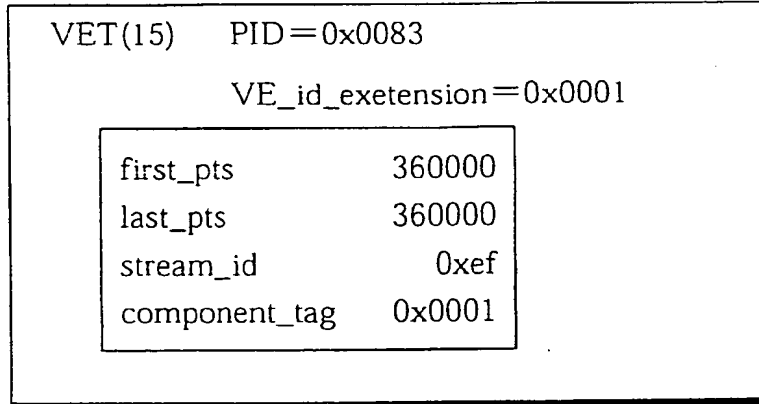 VET(15) PID=0x0083
VE_id_exetension=0x0001
first_pts 360000
last_pts 360000
stream_id 0xef
component_tag 0x0001